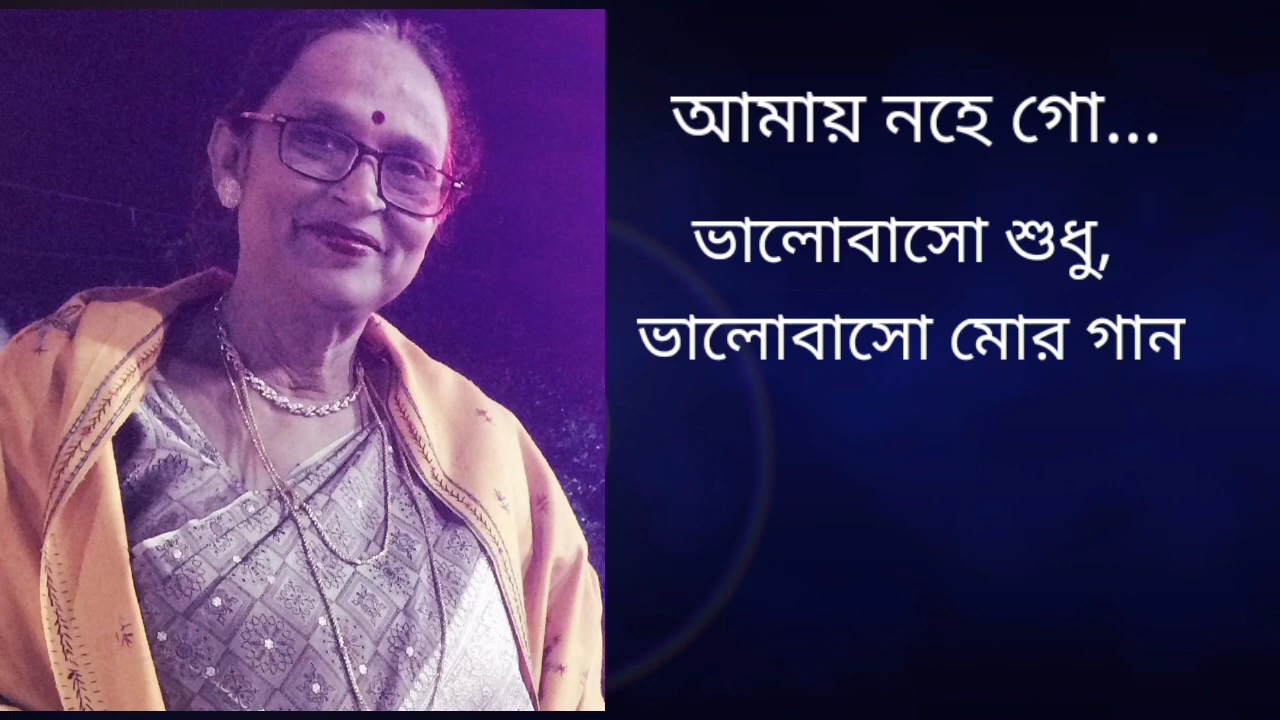 আমায় নহে গো...
ভালোবাসো শুধু,
ভালোবাসো মোর গান